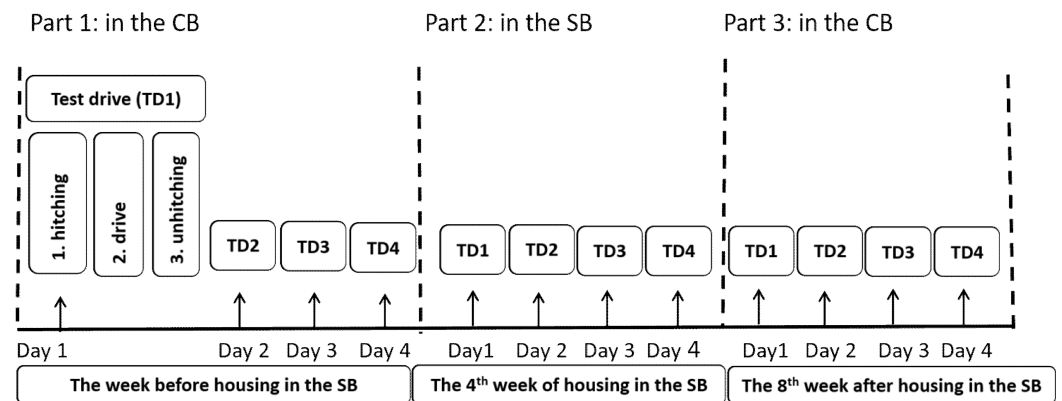 Part 1: in the CB
Part 2: in the SB
Part 3: in the CB
Test drive (TD1)
1. hitching
2. drive
3. unhitching
TD2
TD3
TD4
TD1
TD2
TD3
TD4
TD1
TD2
TD3
TD4
Day 1
Day 2
Day 3
Day 4
Day1
Day 2
Day 3
Day 4
Day 1
Day 2
Day 3
Day 4
The week before housing in the SB
The 4th week of housing in the SB
The 8th week after housing in the SB